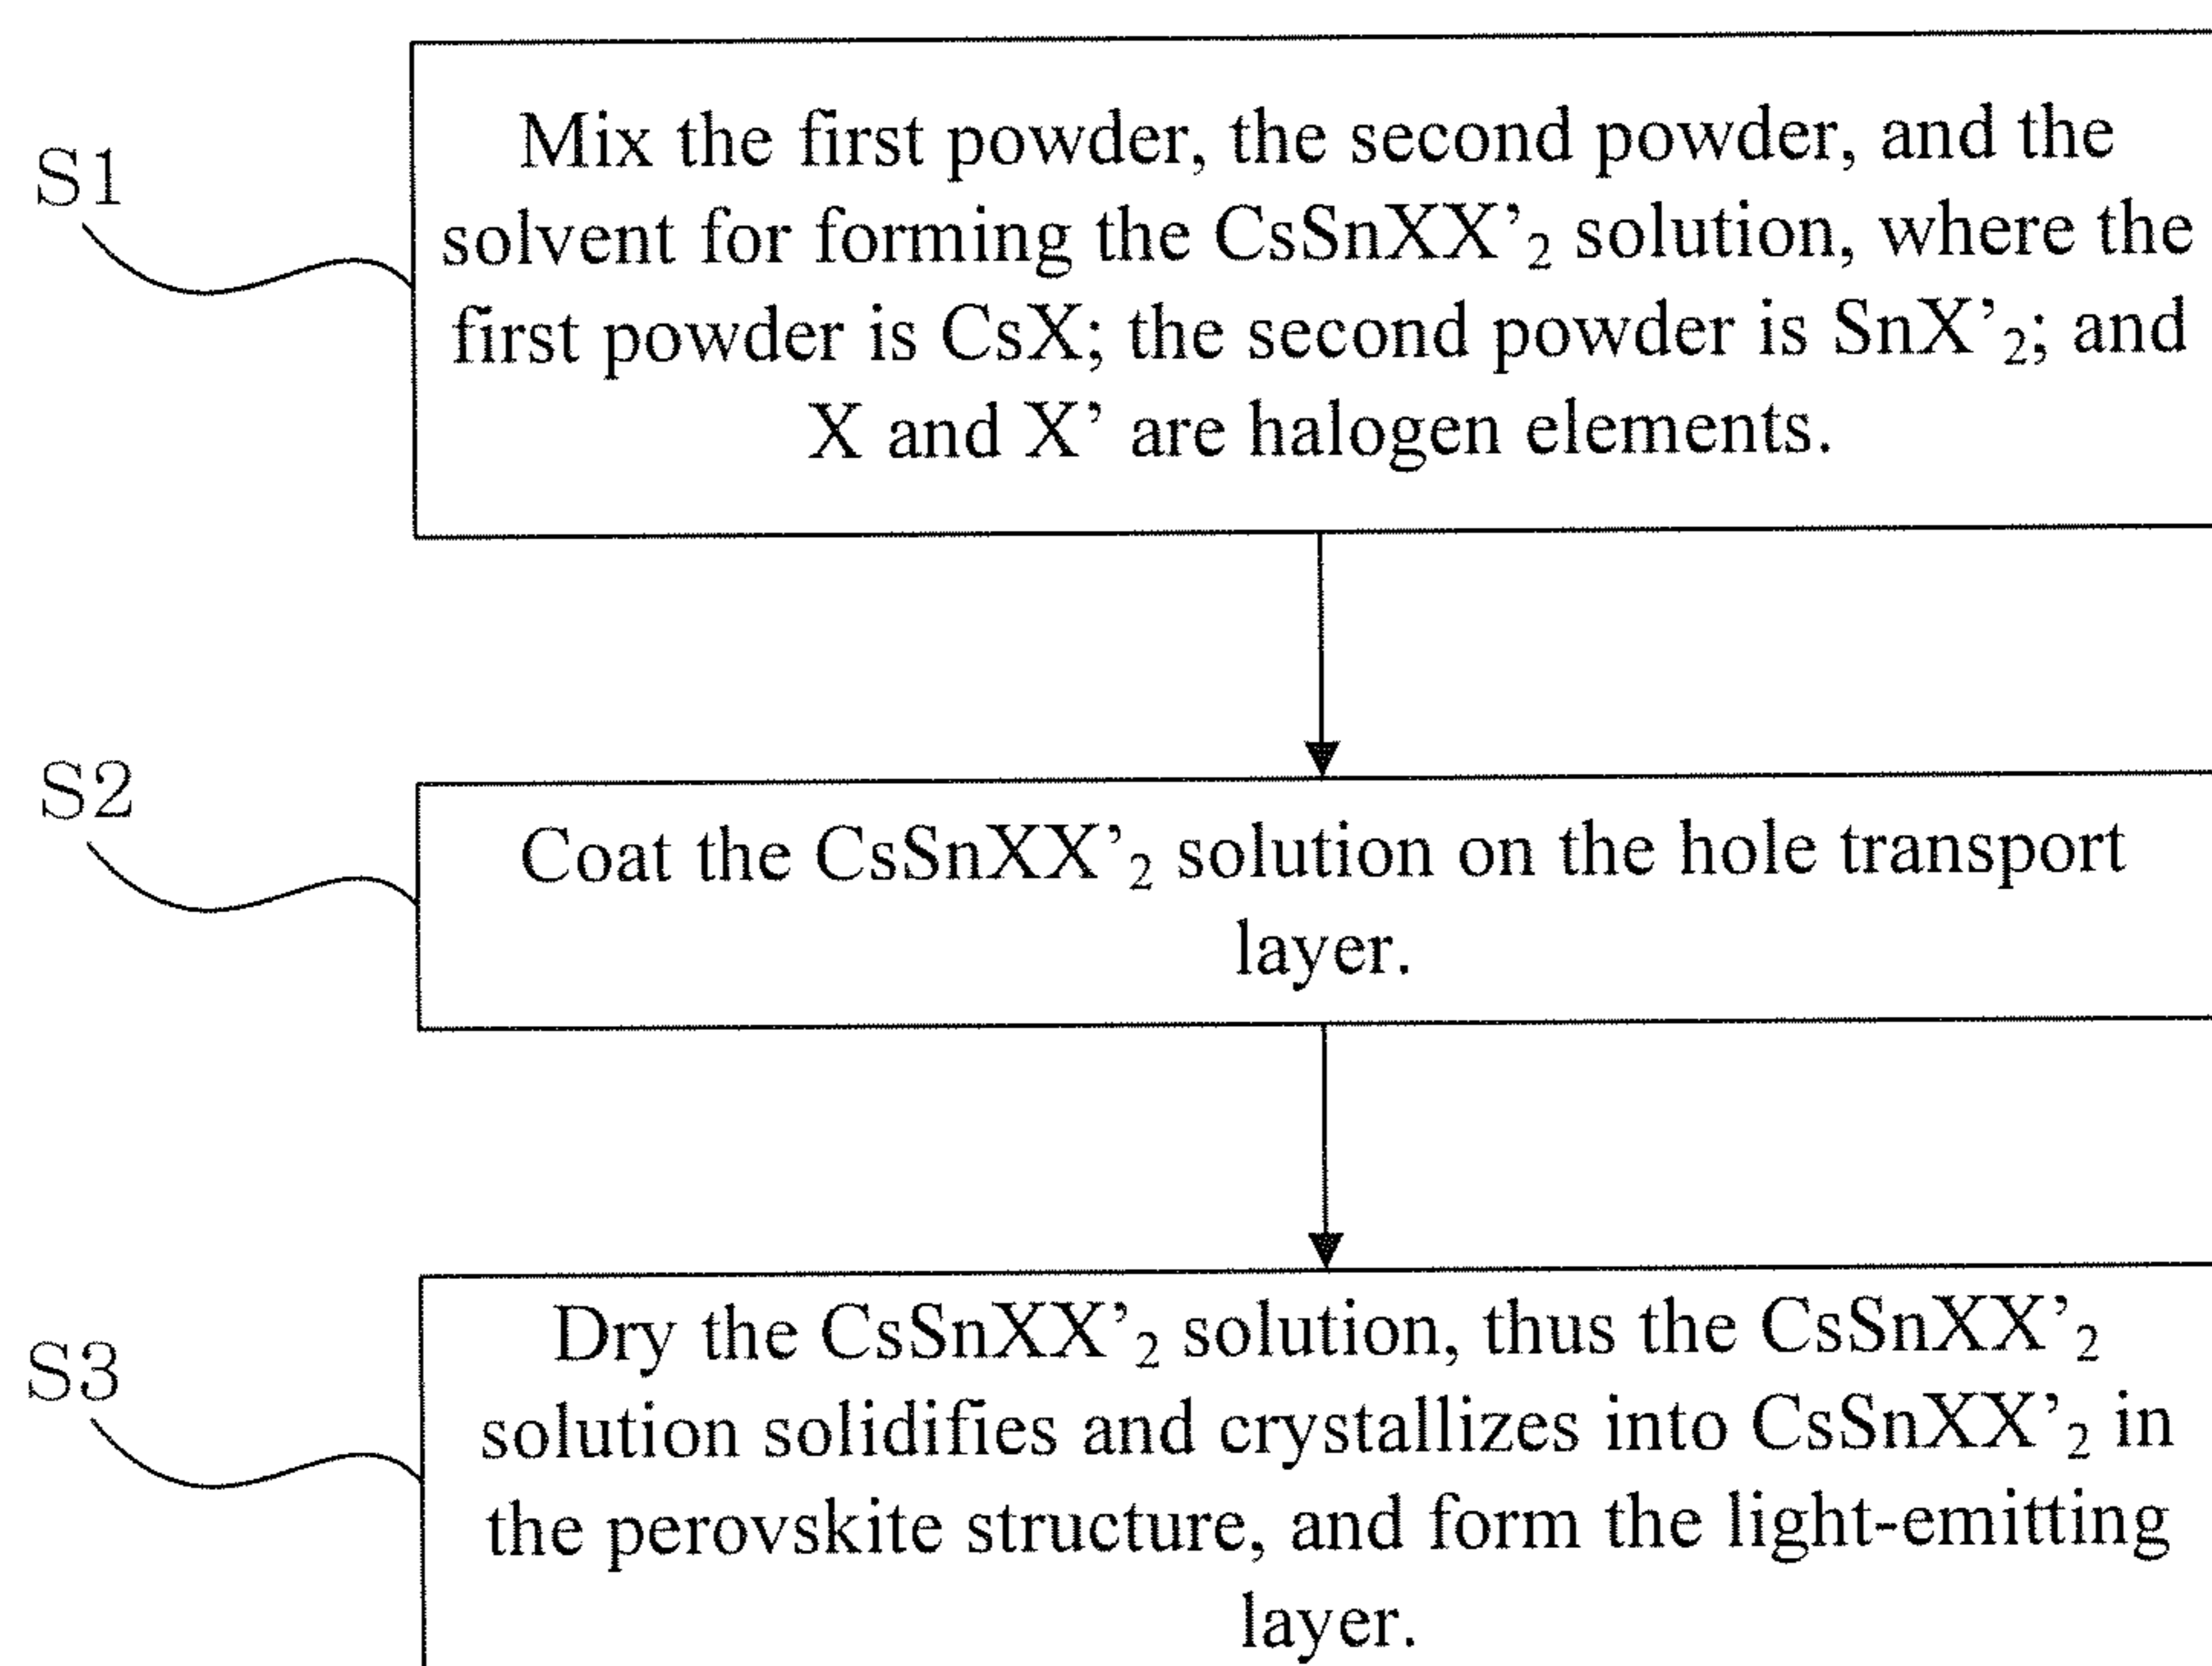 S1
Mix the first powder, the second powder, and the
solvent for forming the CsSnXX’₂ solution, where the
first powder is CsX; the second powder is SnX’₂; and
X and X’ are halogen elements.
S2
Coat the CsSnXX’₂ solution on the hole transport
layer.
S3
Dry the CsSnXX’₂ solution, thus the CsSnXX’₂
solution solidifies and crystallizes into CsSnXX’₂ in
the perovskite structure, and form the light-emitting
layer.